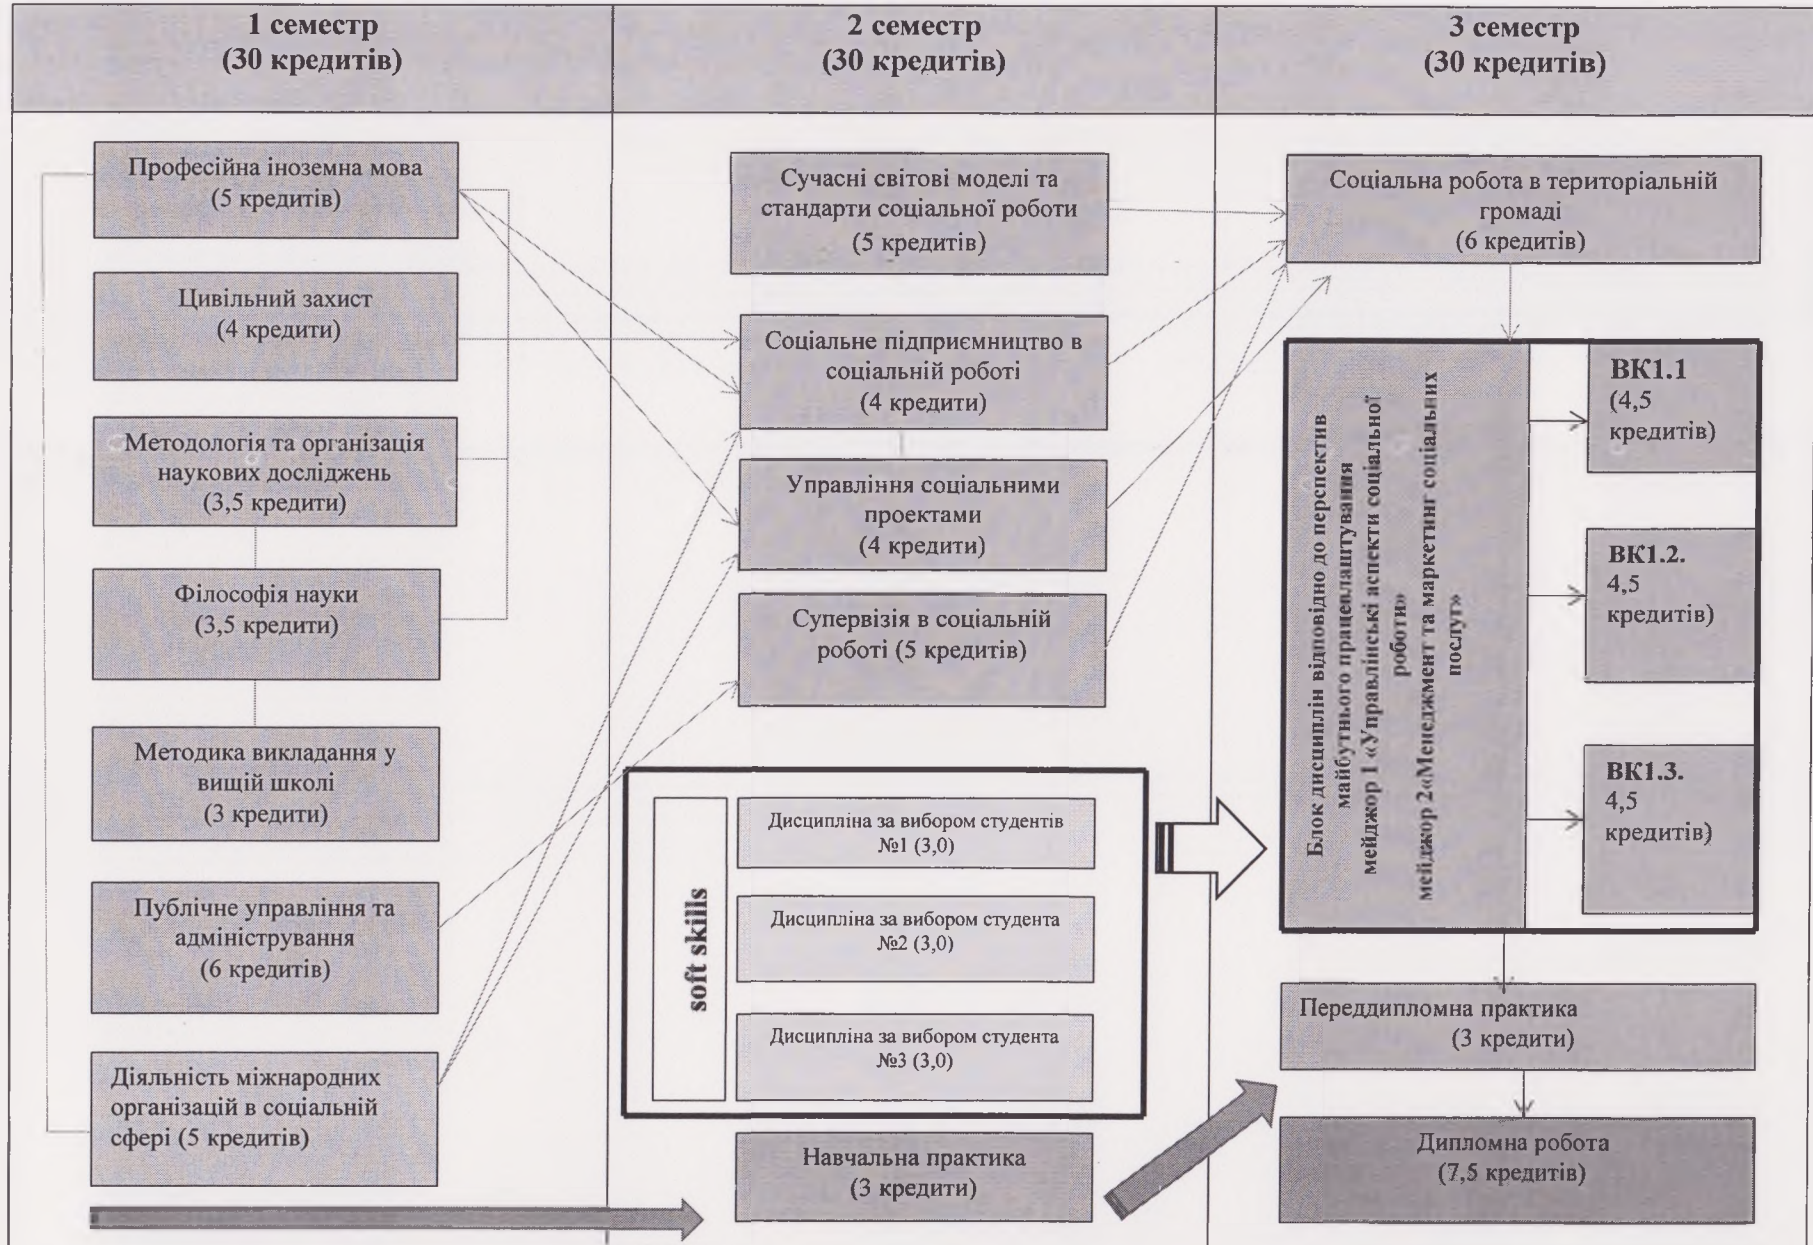 1 семестр
(30 кредитів)
2 семестр
(30 кредитів)
3 семестр
(30 кредитів)
Професійна іноземна мова
(5 кредитів)
Цивільний захист
(4 кредити)
Методологія та організація
наукових досліджень
(3,5 кредити)
Філософія науки
(3,5 кредити)
Методика викладання у
вищій школі
(3 кредити)
Публічне управління та
адміністрування
(6 кредитів)
Діяльність міжнародних
організацій в соціальній
сфері (5 кредитів)
Сучасні світові моделі та
стандарти соціальної роботи
(5 кредитів)
Соціальне підприємництво в
соціальній роботі
(4 кредити)
Управління соціальними
проектами
(4 кредити)
Супервізія в соціальній
роботі (5 кредитів)
soft skills
Дисципліна за вибором студентів
№1 (3,0)
Дисципліна за вибором студента
№2 (3,0)
Дисципліна за вибором студента
№3 (3,0)
Навчальна практика
(3 кредити)
Соціальна робота в територіальній
громаді
(6 кредитів)
Блок дисциплін відповідно до перспектив
майбутнього працевлаштування
мейджор 1 «Управлінські аспекти соціальної
роботи»
мейджор 2«Менеджмент та маркетинг соціальних
послуг»
ВК1.1
(4,5
кредитів)
ВК1.2.
4,5
кредитів)
ВК1.3.
4,5
кредитів)
Переддипломна практика
(3 кредити)
Дипломна робота
(7,5 кредитів)